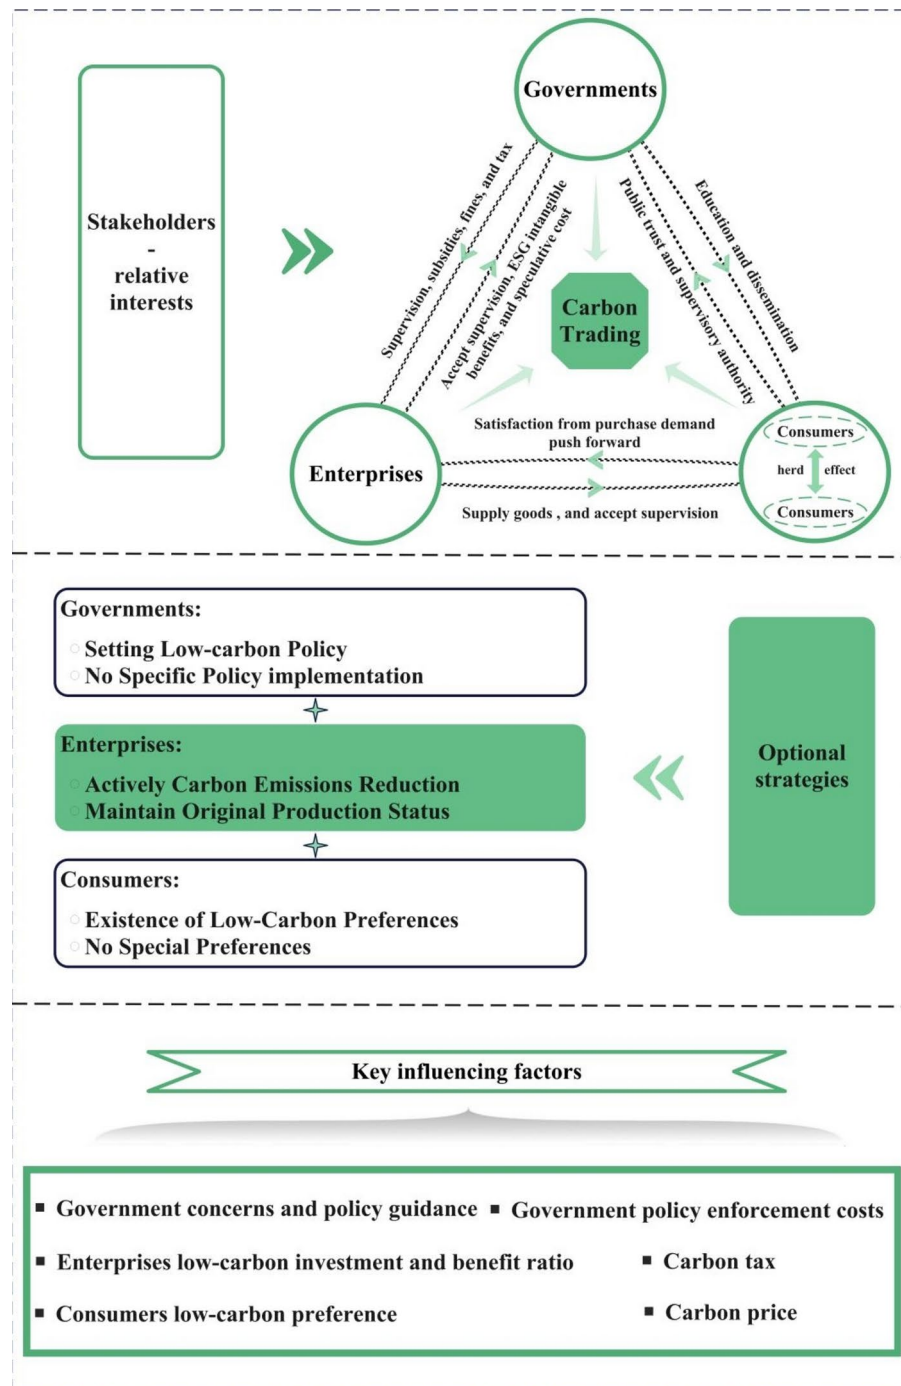 Governments
Stakeholders
-
relative
interests
Supervision, subsidies, fines, and tax
Accept supervision, ESG intangible
benefits, and speculative cost
Public trust and supervisory authority
Education and dissemination
Carbon
Trading
Enterprises
Satisfaction from purchase demand
push forward
Supply goods , and accept supervision
Consumers
herd effect
Consumers
Governments:
Setting Low-carbon Policy
No Specific Policy implementation
Enterprises:
Actively Carbon Emissions Reduction
Maintain Original Production Status
Consumers:
Existence of Low-Carbon Preferences
No Special Preferences
Optional
strategies
Key influencing factors
Government concerns and policy guidance
Government policy enforcement costs
Enterprises low-carbon investment and benefit ratio
Carbon tax
Consumers low-carbon preference
Carbon price